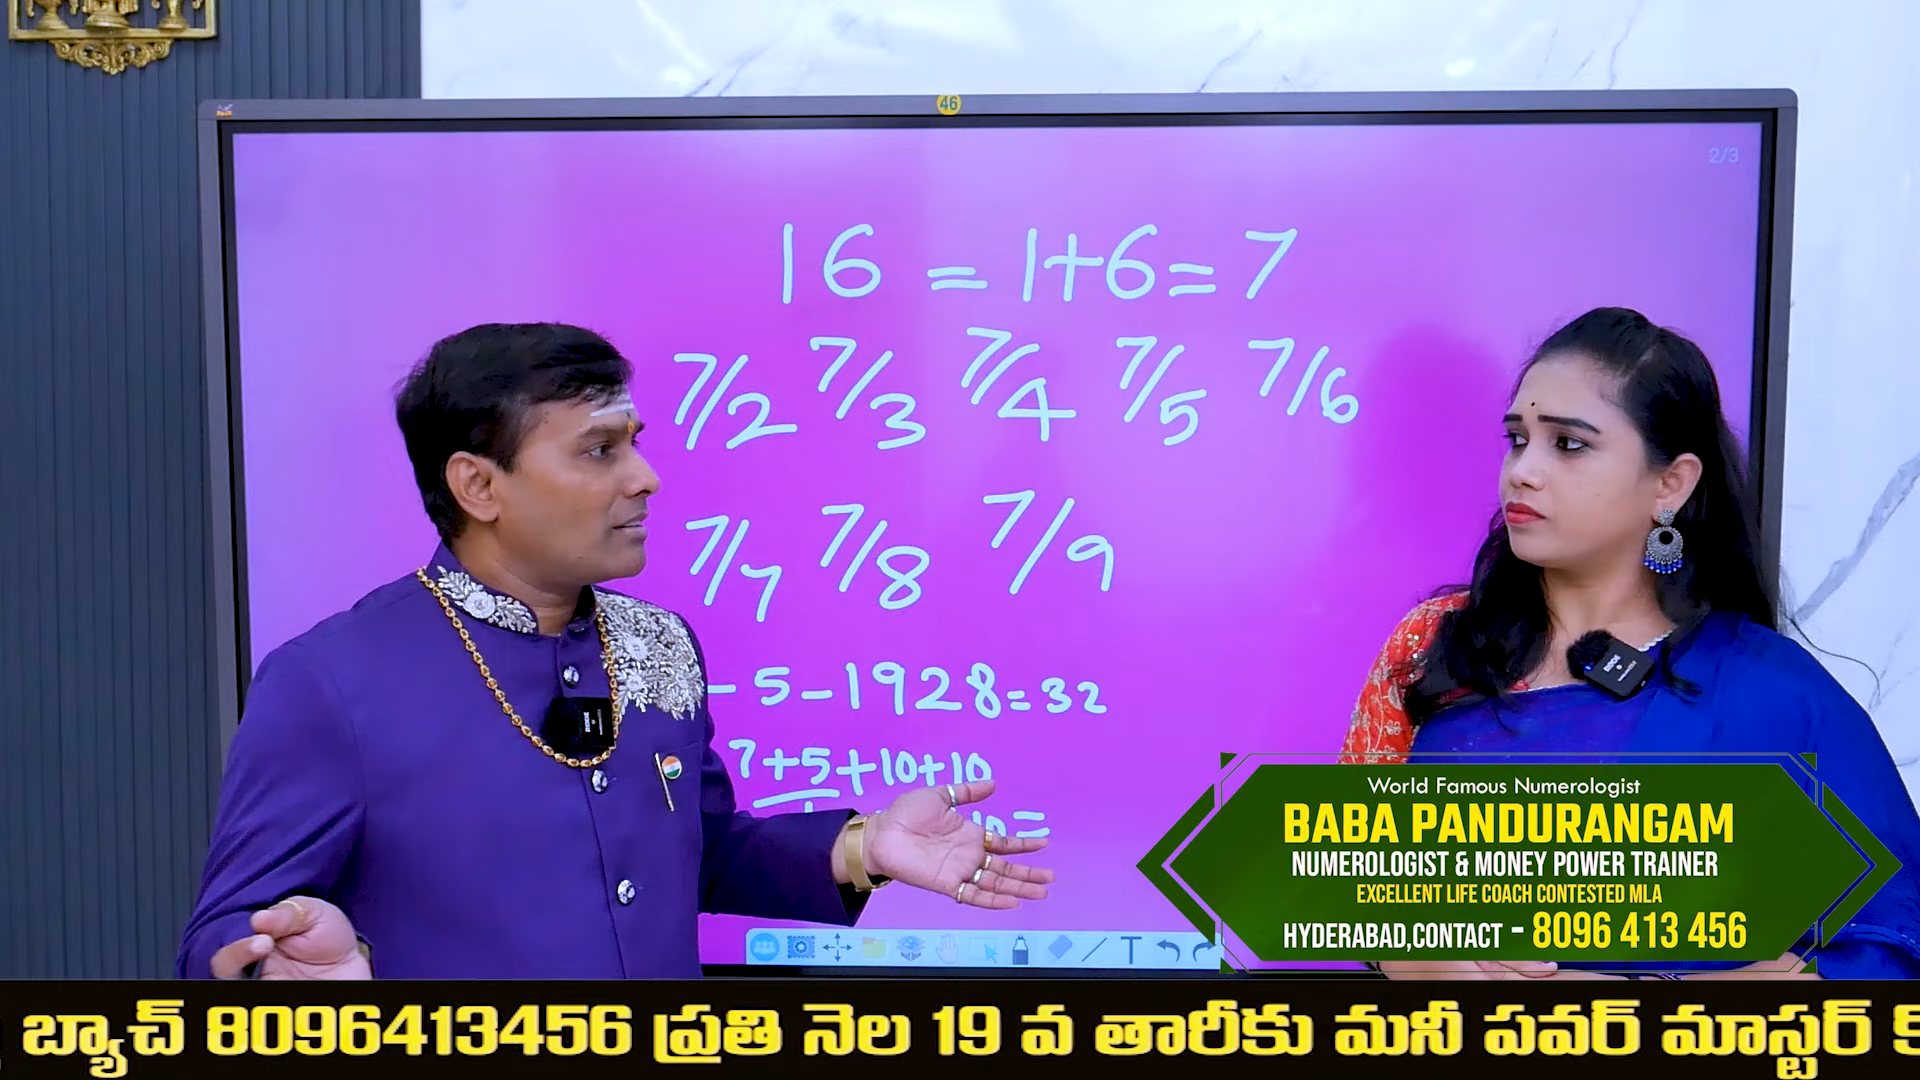 46
2/3
16 = 1+6=7
7/2 7/3 7/4 7/5 7/6
7/7 7/8 7/9
- 5 - 1928 = 32
7+5+10+10
10=
World Famous Numerologist
BABA PANDURANGAM
NUMEROLOGIST & MONEY POWER TRAINER
EXCELLENT LIFE COACH CONTESTED MLA
HYDERABAD,CONTACT - 8096 413 456
బ్యాచ్ 8096413456 ప్రతి నెల 19 వ తారీకు మనీ పవర్ మాస్టర్